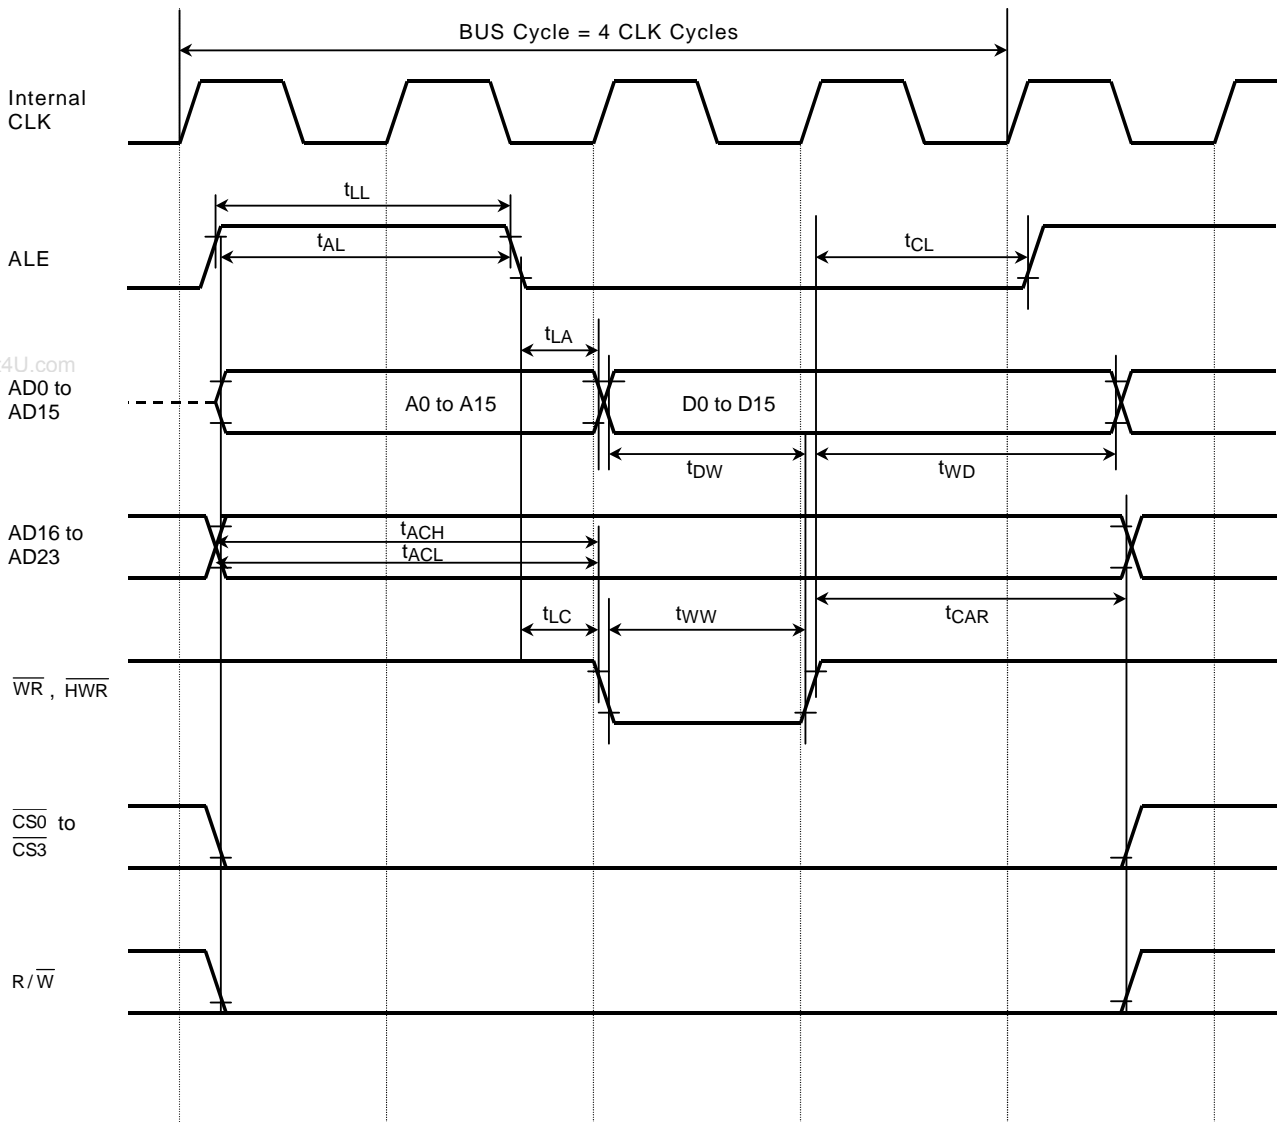 BUS Cycle = 4 CLK Cycles
Internal
CLK
tLL
tAL
tCL
ALE
tLA
t4U.com
AD0 to
AD15
A0 to A15
D0 to D15
tDW
tWD
AD16 to
AD23
tACH
tACL
tLC
tWW
tCAR
WR , HWR
CS0 to
CS3
R/W